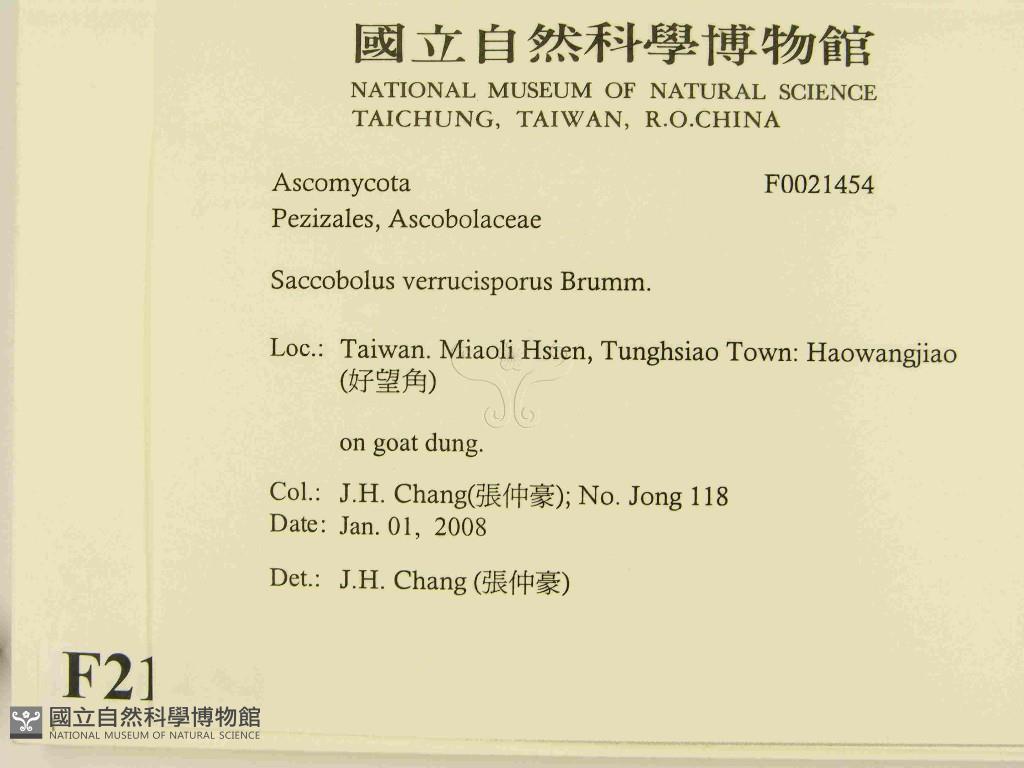 國立自然科學博物館
NATIONAL MUSEUM OF NATURAL SCIENCE
TAICHUNG, TAIWAN, R.O.CHINA
Ascomycota F0021454
Pezizales, Ascobolaceae
Saccobolus verrucisporus Brumm.
Loc.: Taiwan. Miaoli Hsien, Tunghsiao Town: Haowangjiao
(好望角)
on goat dung.
Col.: J.H. Chang(張仲豪); No. Jong 118
Date: Jan. 01, 2008
Det.: J.H. Chang (張仲豪)
F21
國立自然科學博物館
NATIONAL MUSEUM OF NATURAL SCIENCE